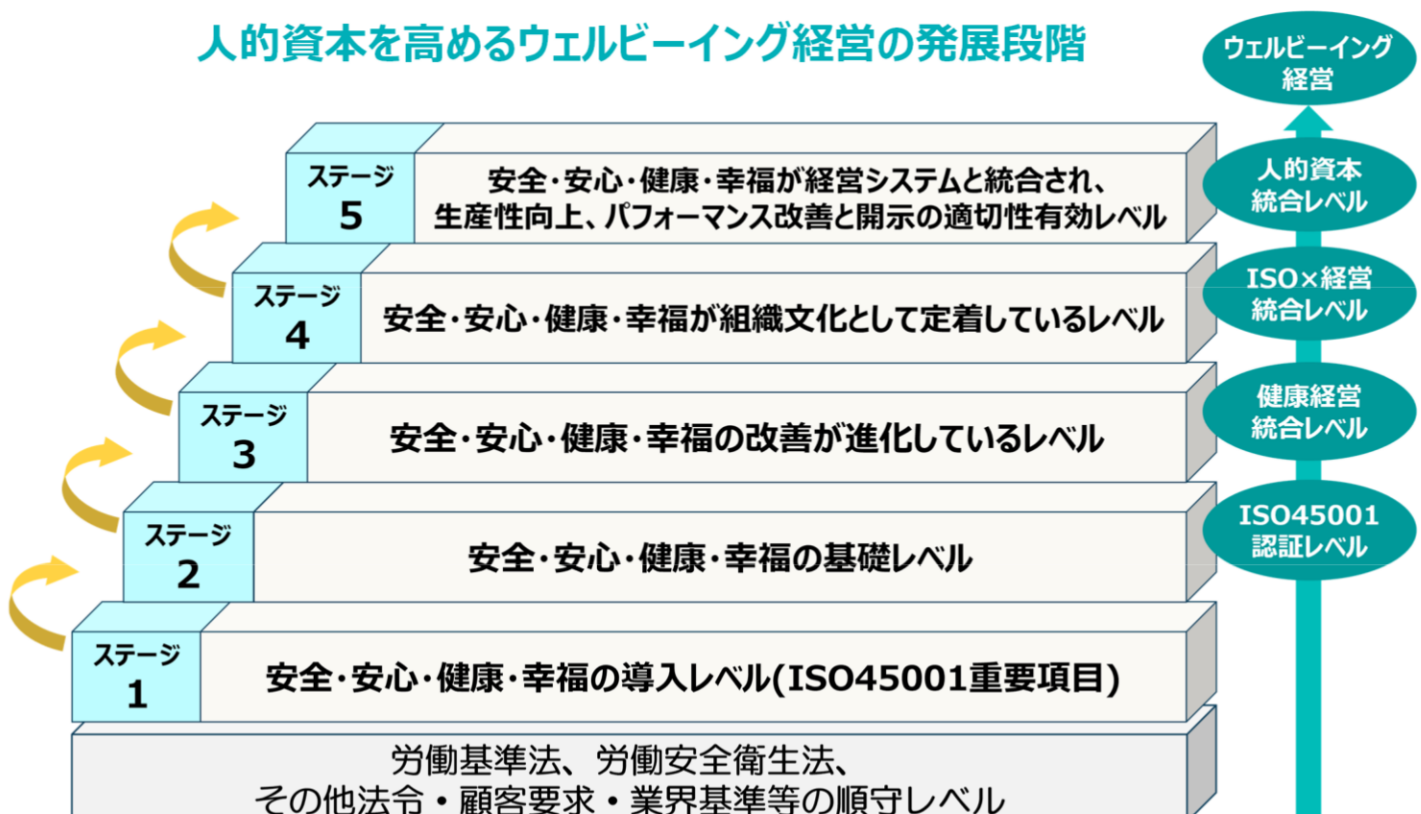 人的資本を高めるウェルビーイング経営の発展段階
ウェルビーイング
経営
ステージ
5
安全・安心・健康・幸福が経営システムと統合され、
生産性向上、パフォーマンス改善と開示の適切性有効レベル
人的資本
統合レベル
ステージ
4
安全・安心・健康・幸福が組織文化として定着しているレベル
ISO×経営
統合レベル
ステージ
3
安全・安心・健康・幸福の改善が進化しているレベル
健康経営
統合レベル
ステージ
2
安全・安心・健康・幸福の基礎レベル
ISO45001
認証レベル
ステージ
1
安全・安心・健康・幸福の導入レベル(ISO45001重要項目)
労働基準法、労働安全衛生法、
その他法令・顧客要求・業界基準等の順守レベル